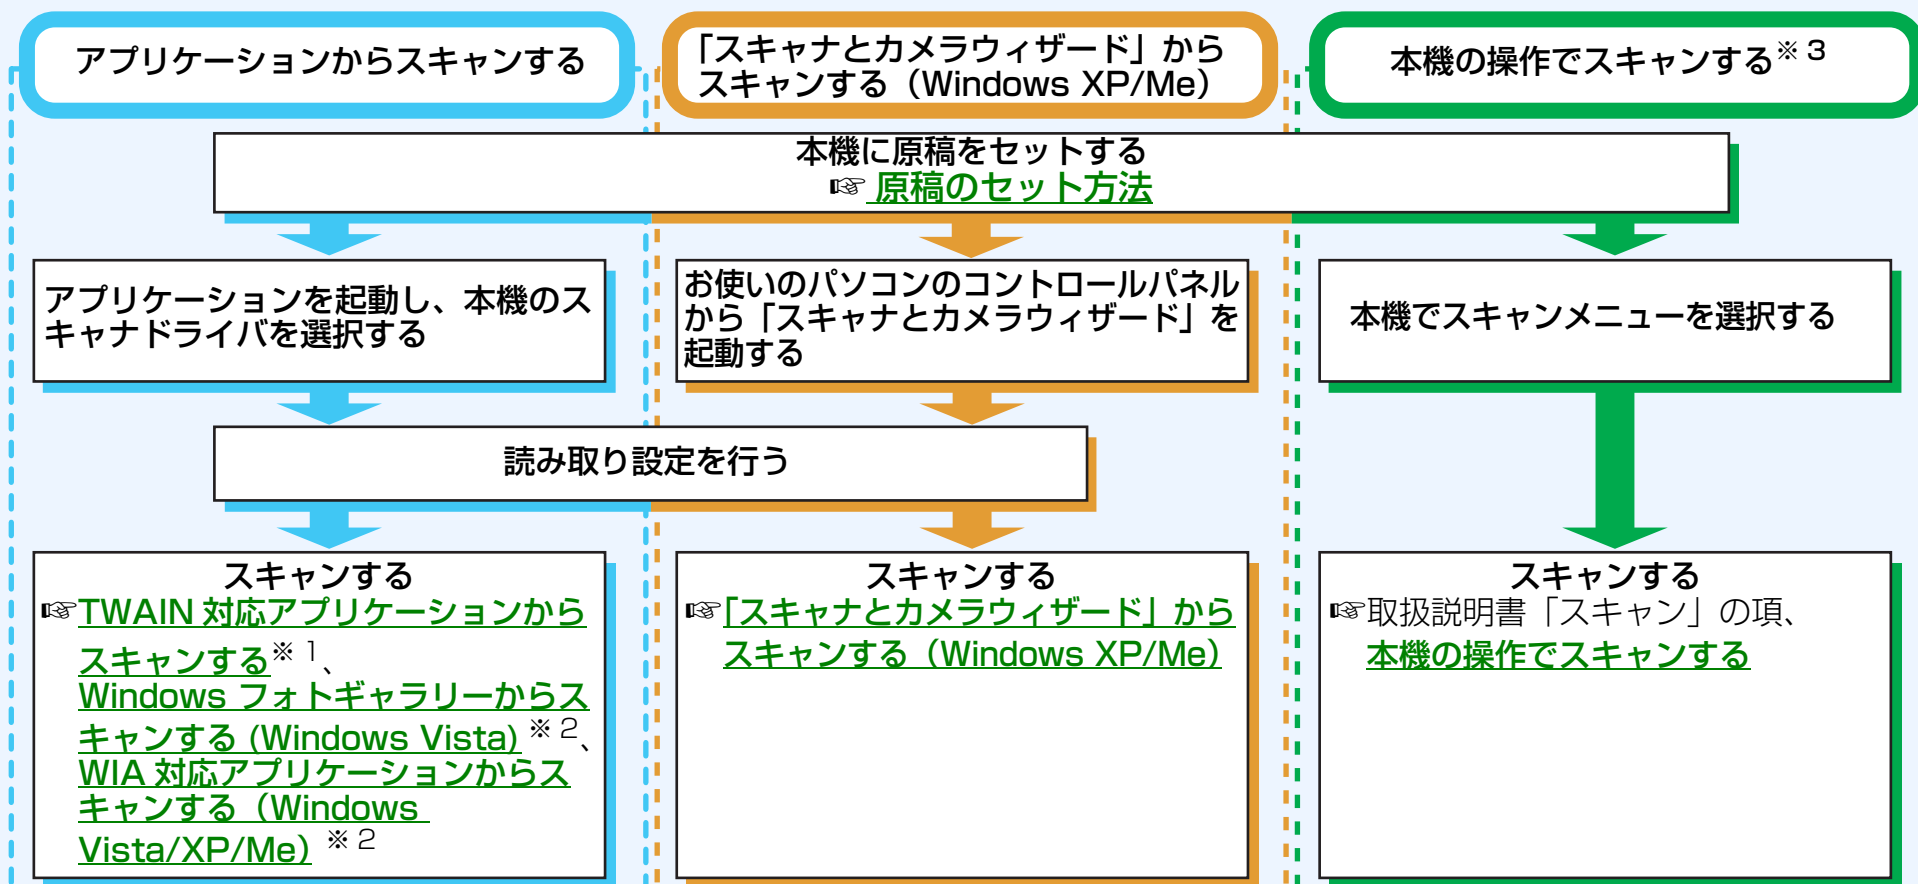 アプリケーションからスキャンする
「スキャナとカメラウィザード」から
スキャンする（Windows XP/Me）
本機の操作でスキャンする※３
本機に原稿をセットする
☞ 原稿のセット方法
アプリケーションを起動し、本機のス
キャナドライバを選択する
お使いのパソコンのコントロールパネル
から「スキャナとカメラウィザード」を
起動する
本機でスキャンメニューを選択する
読み取り設定を行う
スキャンする
☞TWAIN 対応アプリケーションから
スキャンする※１、
Windows フォトギャラリーからス
キャンする (Windows Vista) ※２、
WIA 対応アプリケーションからス
キャンする（Windows
Vista/XP/Me）※２
スキャンする
☞「スキャナとカメラウィザード」から
スキャンする（Windows XP/Me）
スキャンする
☞取扱説明書「スキャン」の項、
本機の操作でスキャンする